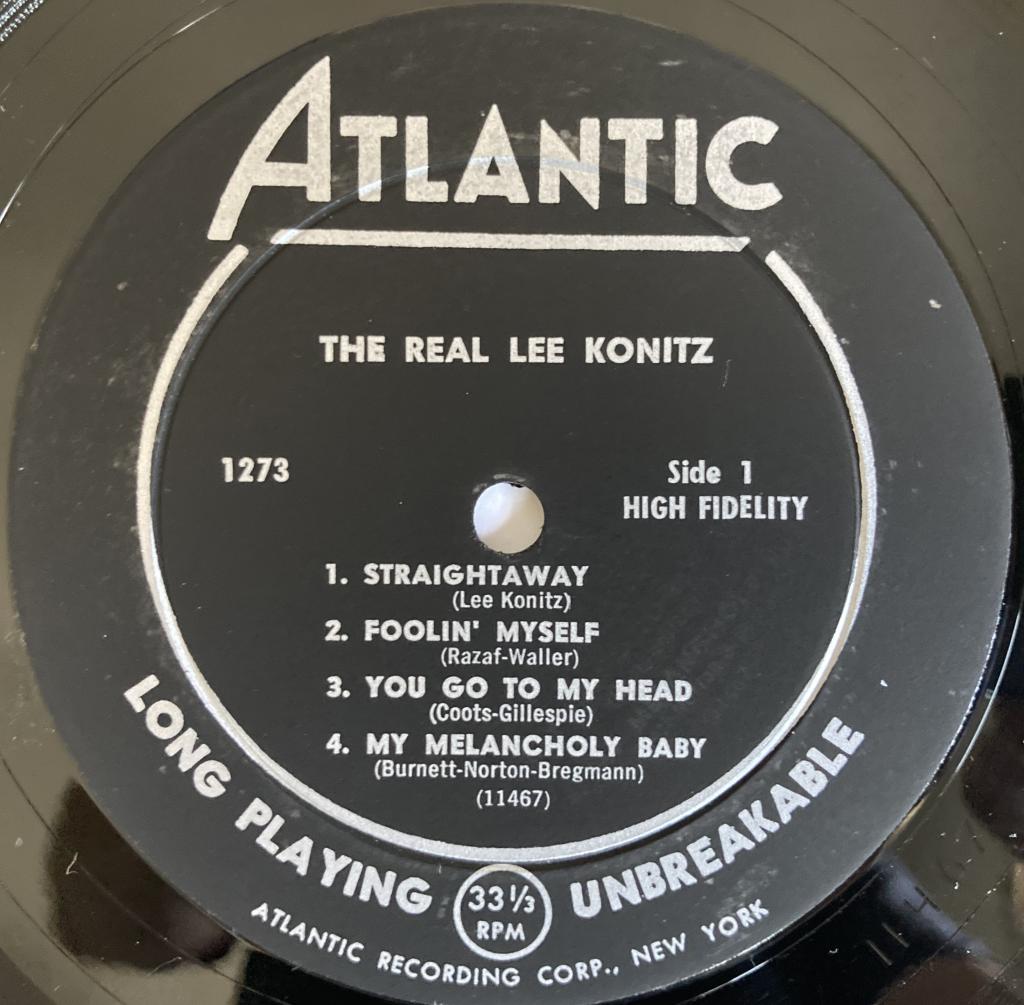 ATLANTIC
THE REAL LEE KONITZ
1273
Side 1
HIGH FIDELITY
1. STRAIGHTAWAY
(Lee Konitz)
2. FOOLIN' MYSELF
(Razaf-Waller)
3. YOU GO TO MY HEAD
(Coots-Gillespie)
4. MY MELANCHOLY BABY
(Burnett-Norton-Bregmann)
(11467)
LONG PLAYING 33 1/3 RPM UNBREAKABLE
ATLANTIC RECORDING CORP., NEW YORK